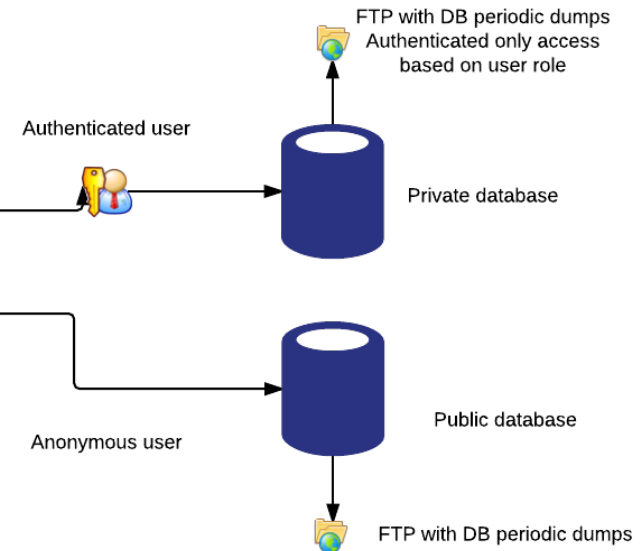 FTP with DB periodic dumps
Authenticated only access
based on user role
Authenticated user
Private database
Public database
Anonymous user
FTP with DB periodic dumps